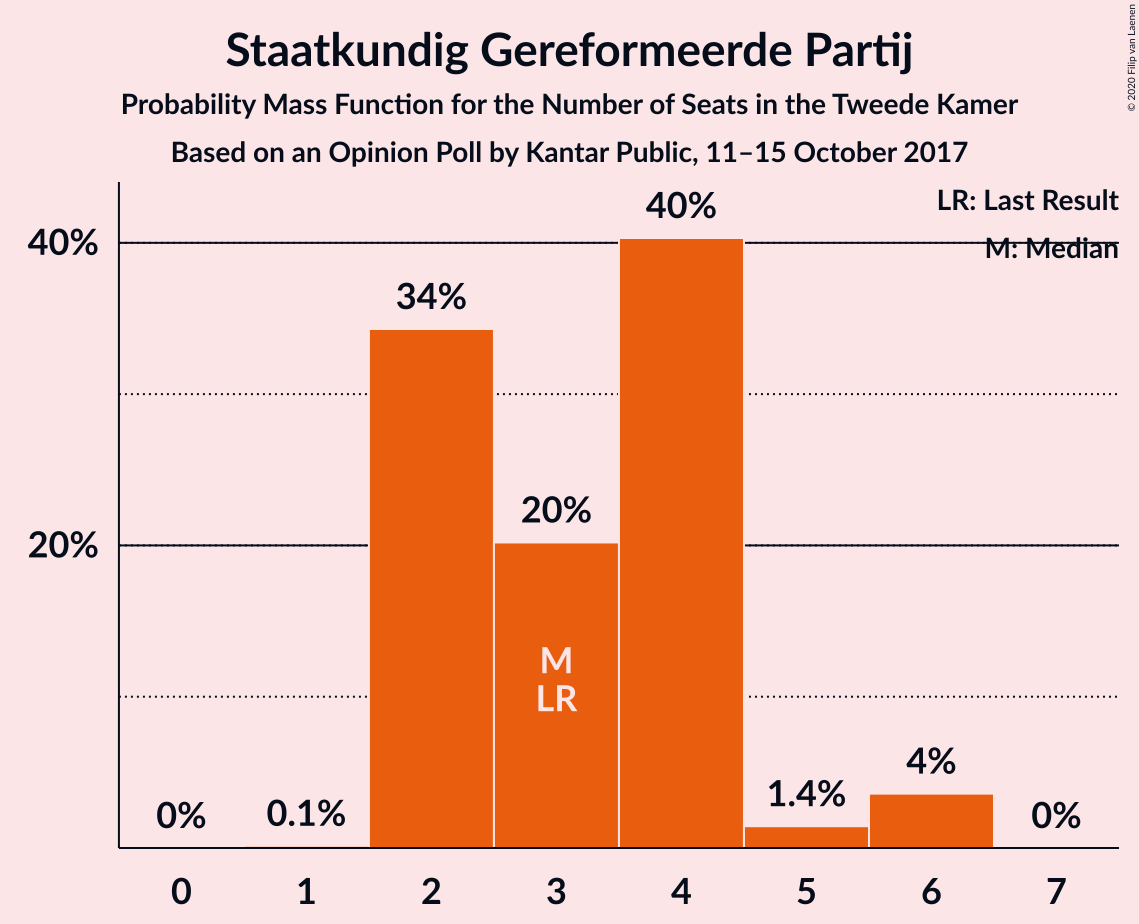 Staatkundig Gereformeerde Partij
Probability Mass Function for the Number of Seats in the Tweede Kamer
Based on an Opinion Poll by Kantar Public, 11–15 October 2017
© 2020 Filip van Laenen
LR: Last Result
M: Median
40%
20%
0%
0.1%
34%
20%
40%
1.4%
4%
0%
M
LR
0
1
2
3
4
5
6
7